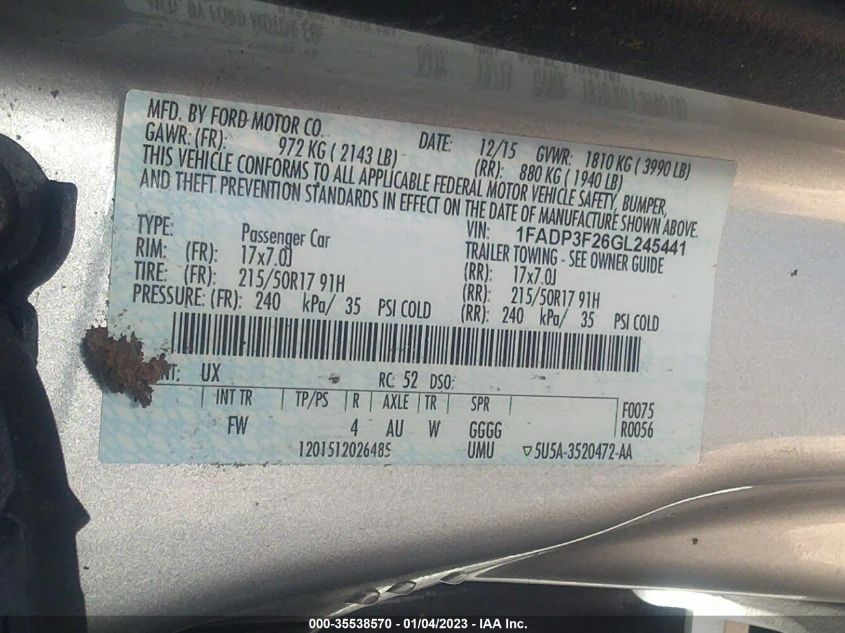 MFD. BY FORD MOTOR CO. DATE: 12/15 GVWR: 1810 KG ( 3990 LB)
GAWR: (FR): 972 KG ( 2143 LB) (RR): 880 KG ( 1940 LB)
THIS VEHICLE CONFORMS TO ALL APPLICABLE FEDERAL MOTOR VEHICLE SAFETY, BUMPER,
AND THEFT PREVENTION STANDARDS IN EFFECT ON THE DATE OF MANUFACTURE SHOWN ABOVE.
VIN: 1FADP3F26GL245441
TYPE: Passenger Car TRAILER TOWING - SEE OWNER GUIDE
RIM: (FR): 17x7.0J (RR): 17x7.0J
TIRE: (FR): 215/50R17 91H (RR): 215/50R17 91H
PRESSURE: (FR): 240 kPa/ 35 PSI COLD (RR): 240 kPa/ 35 PSI COLD
UX RC: 52 DSO:
INT TR TP/PS R AXLE TR SPR F0075
FW 4 AU W GGGG R0056
12015120264​8S UMU ▽5U5A-3520472-AA
000-35538570 - 01/04/2023 - IAA Inc.